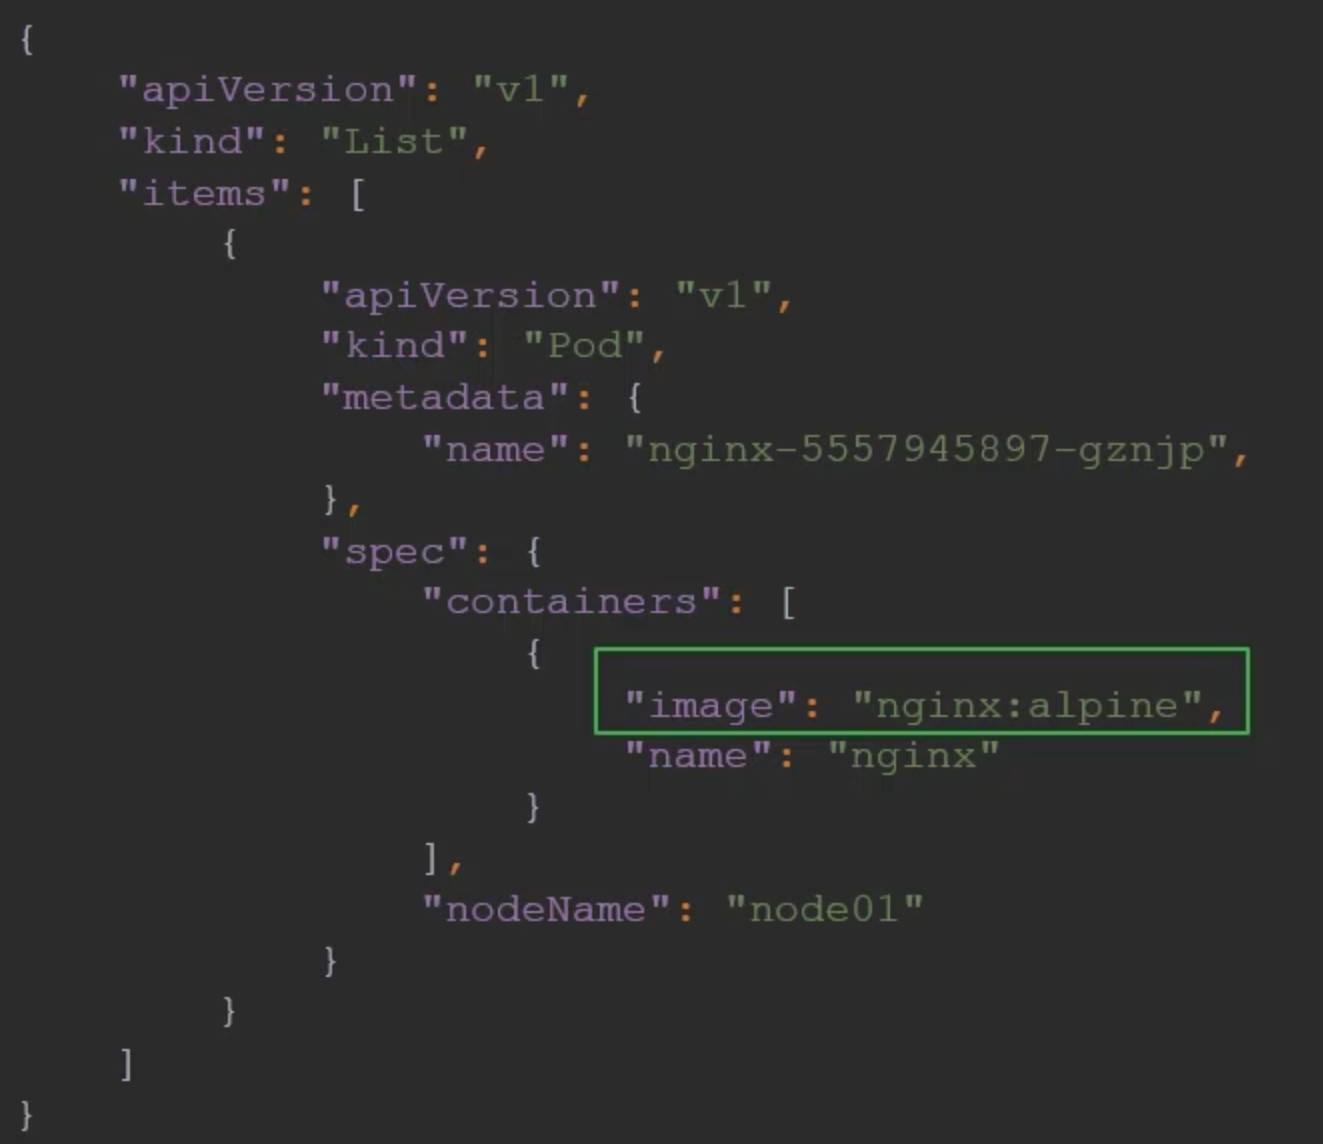 {
"apiVersion": "v1",
"kind": "List",
"items": [
{
"apiVersion": "v1",
"kind": "Pod",
"metadata": {
"name": "nginx-5557945897-gznjp",
},
"spec": {
"containers": [
{
"image": "nginx:alpine",
"name": "nginx"
}
],
"nodeName": "node01"
}
}
]
}